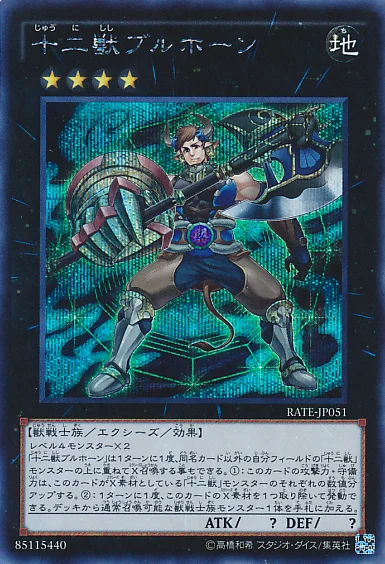 じゅう に しし
十二獣ブルホーン
ち
地
RATE-JP051
【獣戦士族/エクシーズ/効果】
レベル4モンスター×2
「十二獣ブルホーン」は1ターンに1度、同名カード以外の自分フィールドの「十二獣」
モンスターの上に重ねてX召喚する事もできる。①:このカードの攻撃力・守備
力は、このカードがX素材としている「十二獣」モンスターのそれぞれの数値分
アップする。②:1ターンに1度、このカードのX素材を1つ取り除いて発動で
きる。デッキから通常召喚可能な獣戦士族モンスター1体を手札に加える。
ATK/ ? DEF/ ?
85115440 ©高橋和希 スタジオ・ダイス/集英社